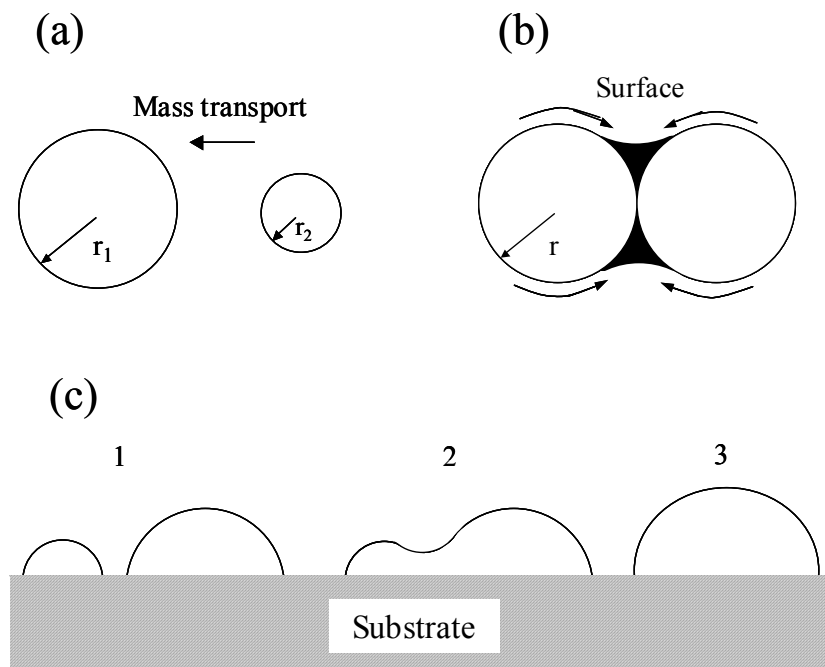 (a)
(b)
Mass transport
Surface
r1
r2
r
(c)
1
2
3
Substrate